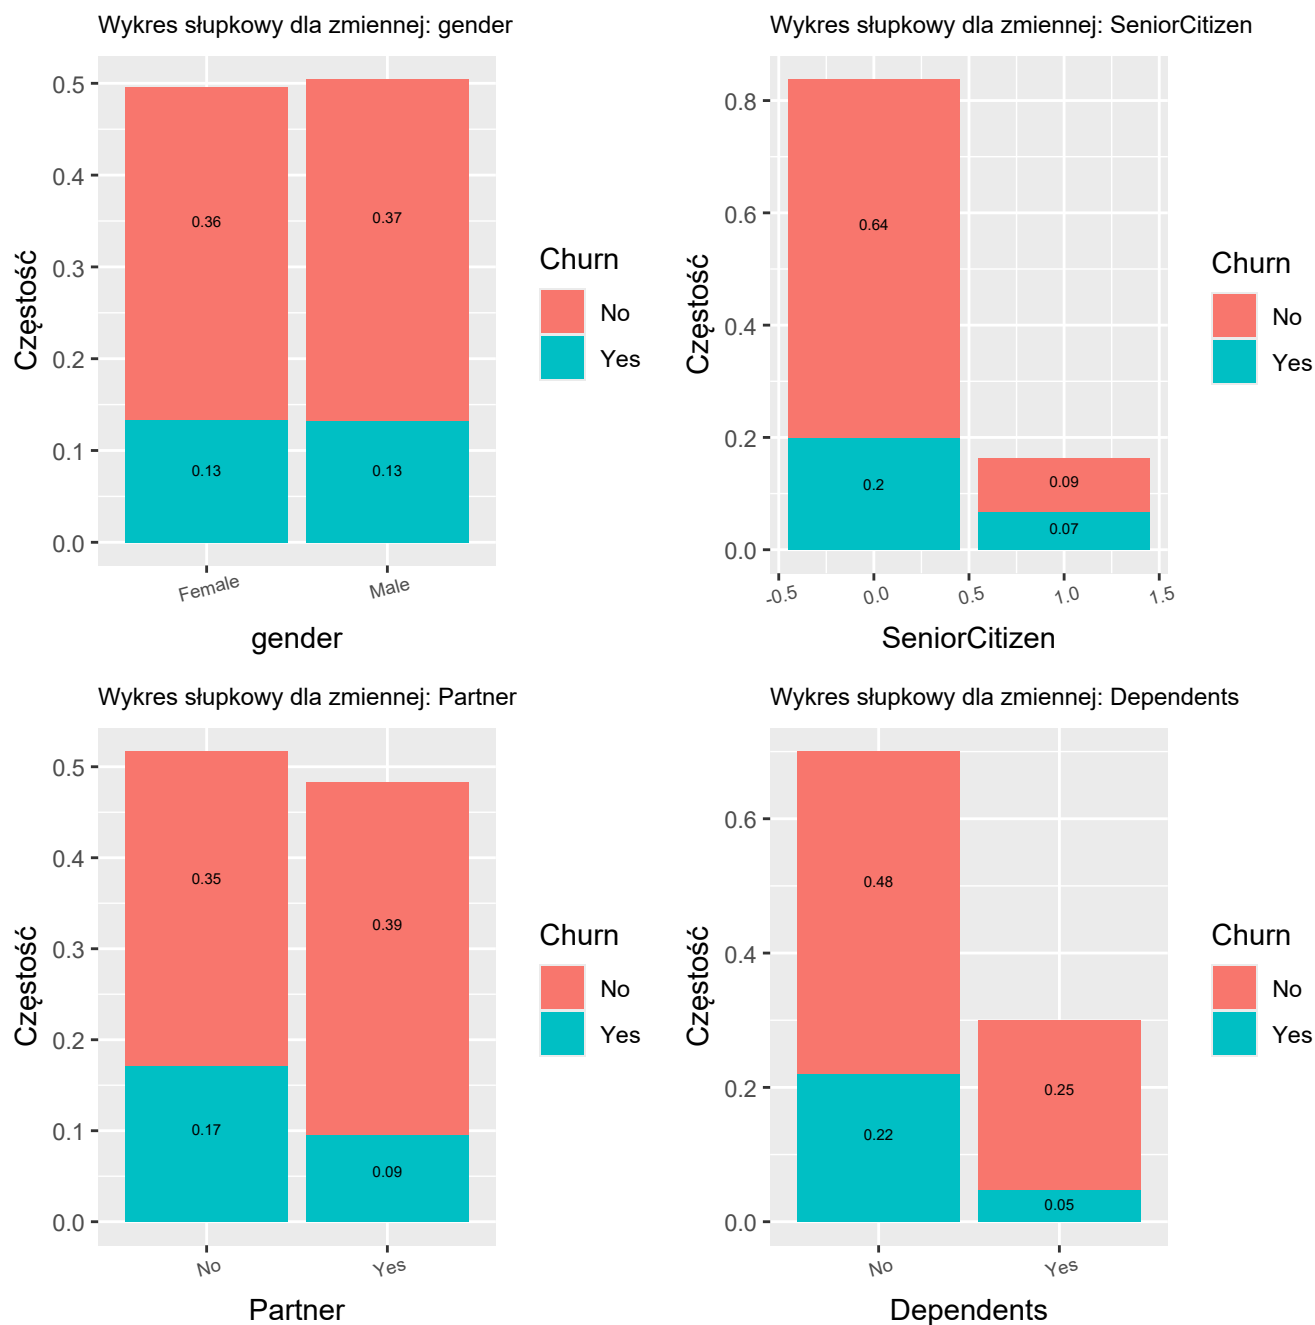 Wykres słupkowy dla zmiennej: gender
0.5
0.4
0.3
0.2
0.1
0.0
Częstość
0.36
0.37
0.13
0.13
Female
Male
gender
Churn
No
Yes
Wykres słupkowy dla zmiennej: SeniorCitizen
0.8
0.6
0.4
0.2
0.0
Częstość
0.64
0.2
0.09
0.07
-0.5
0.0
0.5
1.0
1.5
SeniorCitizen
Churn
No
Yes
Wykres słupkowy dla zmiennej: Partner
0.5
0.4
0.3
0.2
0.1
0.0
Częstość
0.35
0.39
0.17
0.09
No
Yes
Partner
Churn
No
Yes
Wykres słupkowy dla zmiennej: Dependents
0.6
0.4
0.2
0.0
Częstość
0.48
0.25
0.22
0.05
No
Yes
Dependents
Churn
No
Yes